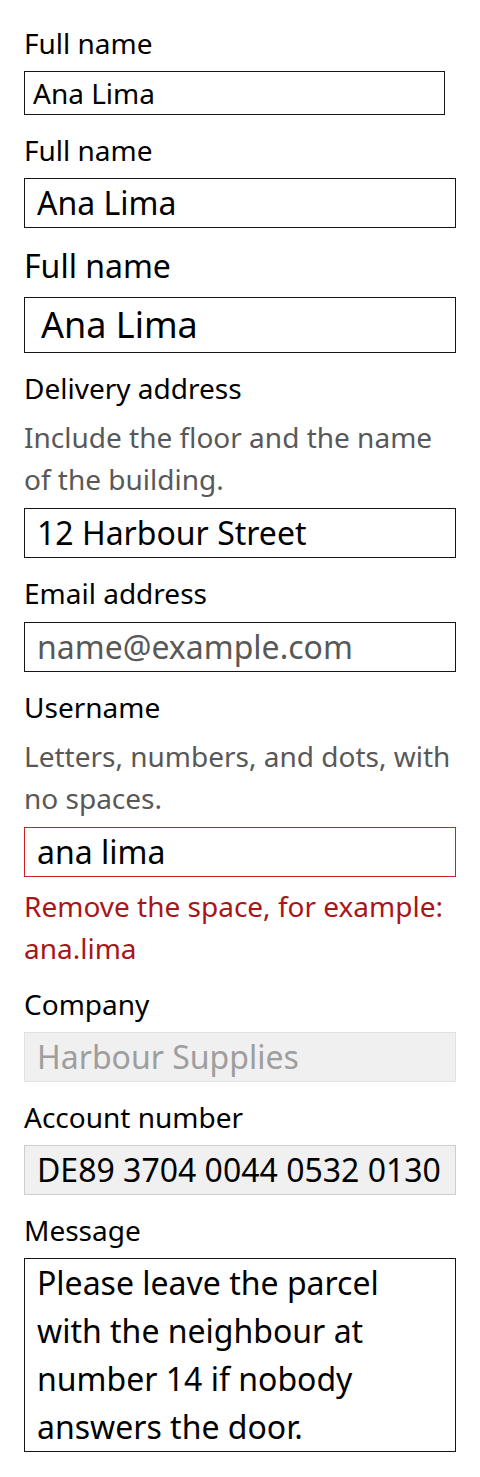 Full name
Ana Lima
Full name
Ana Lima
Full name
Ana Lima
Delivery address
Include the floor and the name
of the building.
12 Harbour Street
Email address
name@example.com
Username
Letters, numbers, and dots, with
no spaces.
ana lima
Remove the space, for example:
ana.lima
Company
Harbour Supplies
Account number
DE89 3704 0044 0532 0130
Message
Please leave the parcel
with the neighbour at
number 14 if nobody
answers the door.